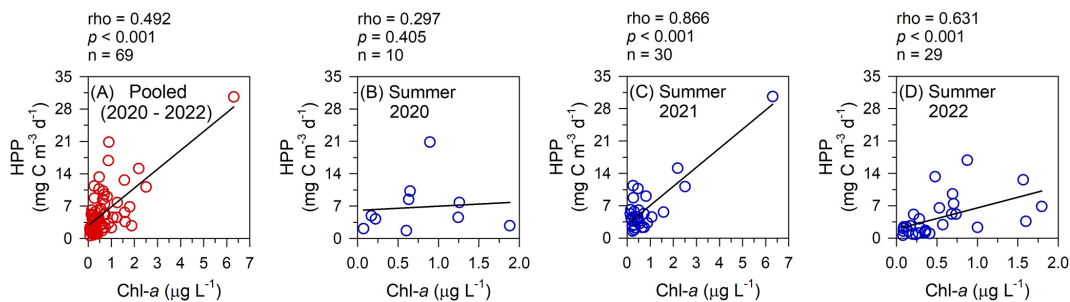 rho = 0.492
p < 0.001
n = 69
35
28
21
14
7
0
HPP
(mg C m-3 d-1)
(A) Pooled
(2020 - 2022)
0 1 2 3 4 5 6 7
Chl-a (μg L-1)
rho = 0.297
p = 0.405
n = 10
35
28
21
14
7
0
HPP
(mg C m-3 d-1)
(B) Summer
2020
0.0 0.5 1.0 1.5 2.0
Chl-a (μg L-1)
rho = 0.866
p < 0.001
n = 30
35
28
21
14
7
0
HPP
(mg C m-3 d-1)
(C) Summer
2021
0 1 2 3 4 5 6 7
Chl-a (μg L-1)
rho = 0.631
p < 0.001
n = 29
35
28
21
14
7
0
HPP
(mg C m-3 d-1)
(D) Summer
2022
0.0 0.5 1.0 1.5 2.0
Chl-a (μg L-1)